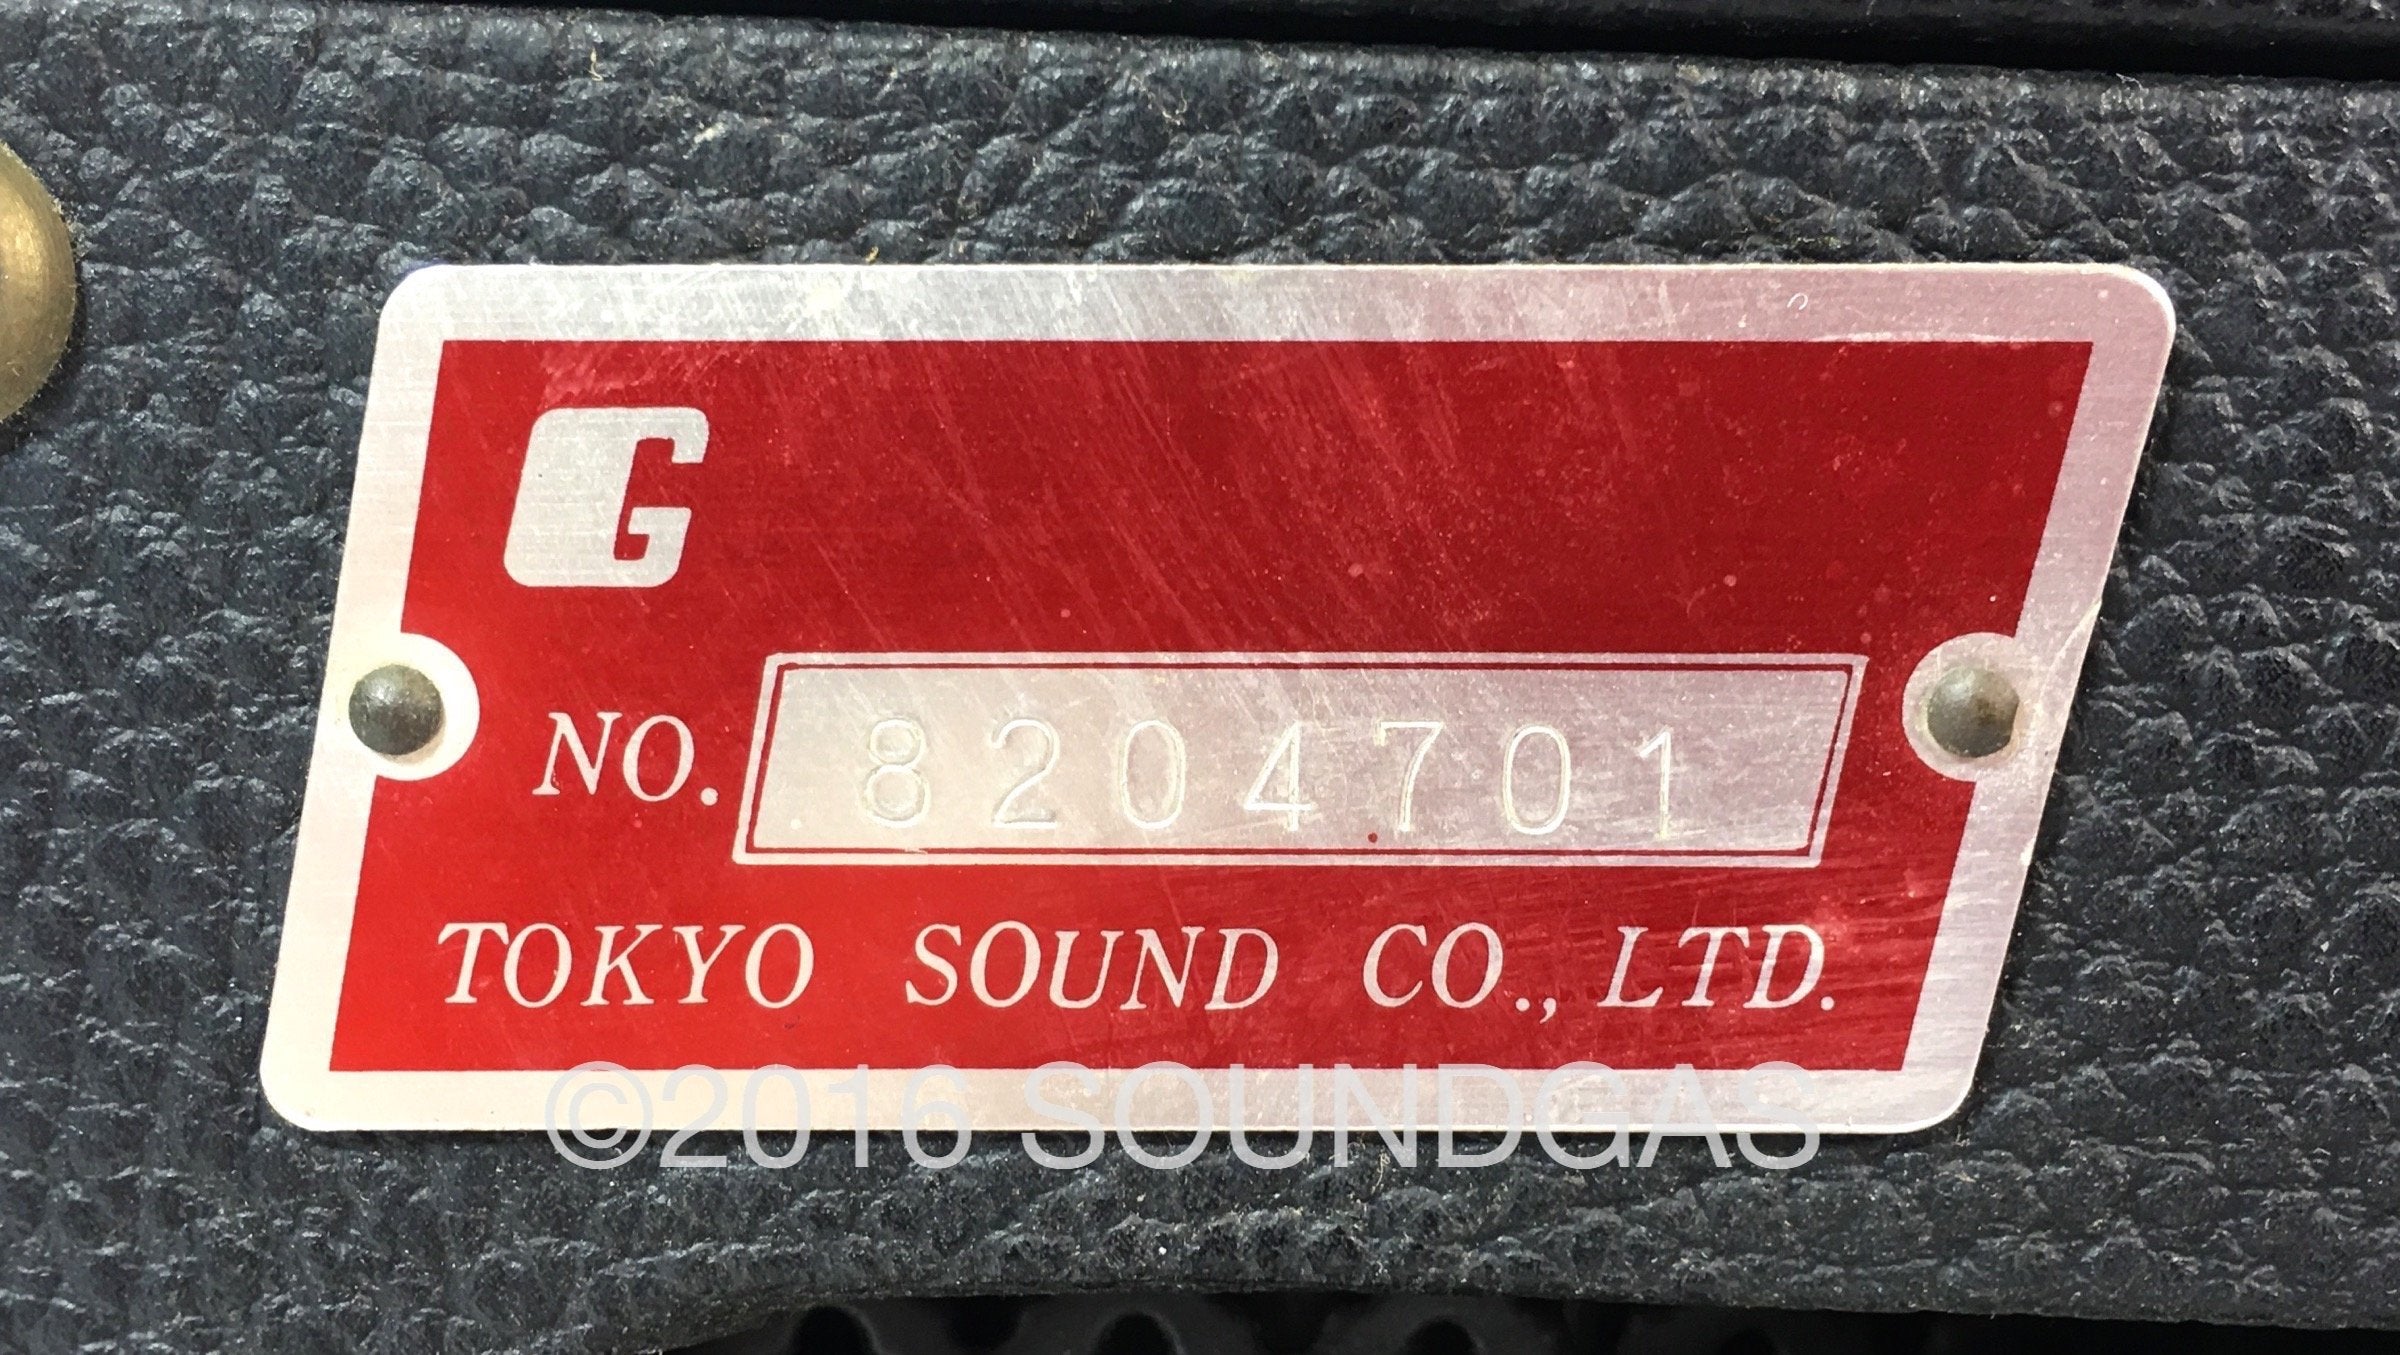 G
NO. 8204701
TOKYO SOUND CO., LTD.
©2016 SOUNDGAS